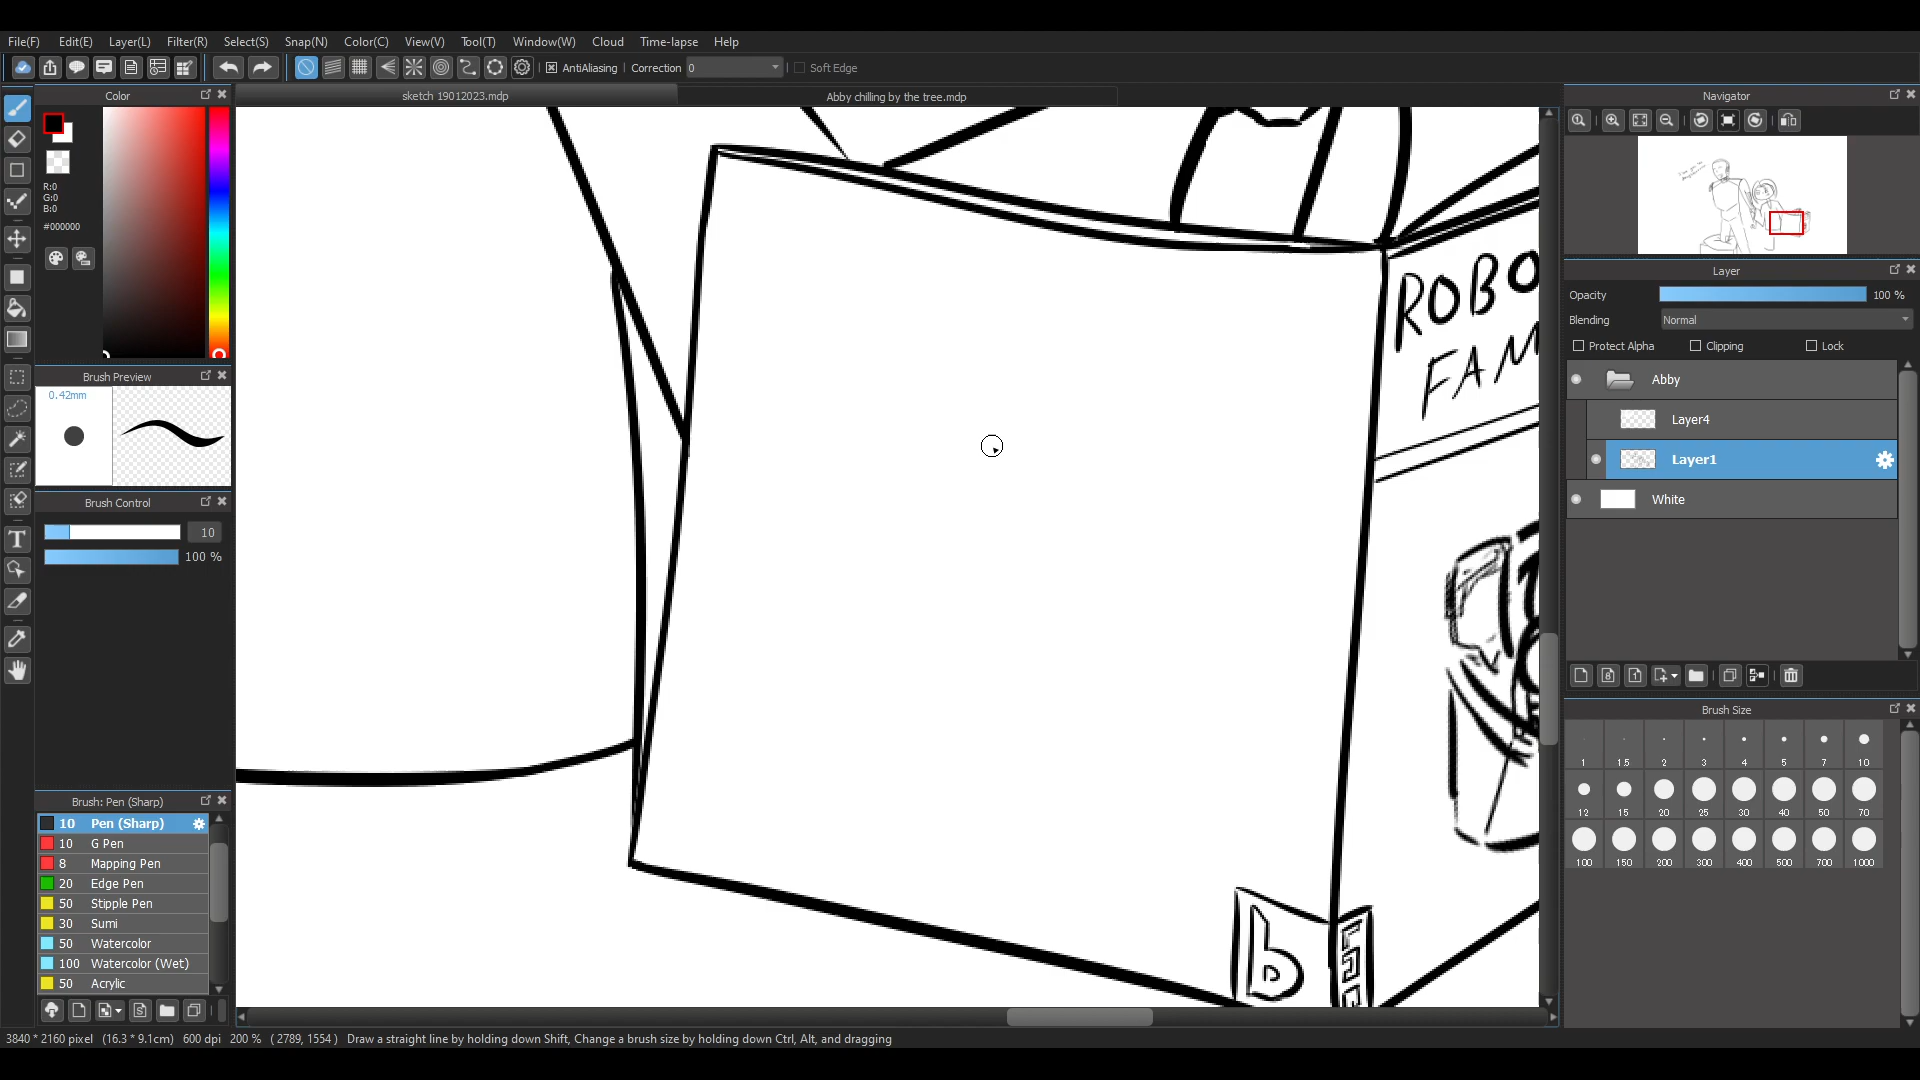 File(F) Edit(E) Layer(L) Filter(R) Select(S) Snap(N) Color(C) View(V) Tool(T) Window(W) Cloud Time-lapse Help
AntiAliasing Correction 0 Soft Edge
Color
sketch 19012023.mdp
Abby chilling by the tree.mdp
Navigator
R:0
G:0
B:0
#000000
Brush Preview
0.42mm
Brush Control
10
100 %
Brush: Pen (Sharp)
10 Pen (Sharp)
10 G Pen
8 Mapping Pen
20 Edge Pen
50 Stipple Pen
30 Sumi
50 Watercolor
100 Watercolor (Wet)
50 Acrylic
ROBO
FAM
b
Layer
Opacity 100 %
Blending Normal
Protect Alpha Clipping Lock
Abby
Layer4
Layer1
White
Brush Size
1 1.5 2 3 4 5 7 10
12 15 20 25 30 40 50 70
100 150 200 300 400 500 700 1000
3840 * 2160 pixel (16.3 * 9.1cm) 600 dpi 200 % ( 2789, 1554 ) Draw a straight line by holding down Shift, Change a brush size by holding down Ctrl, Alt, and dragging